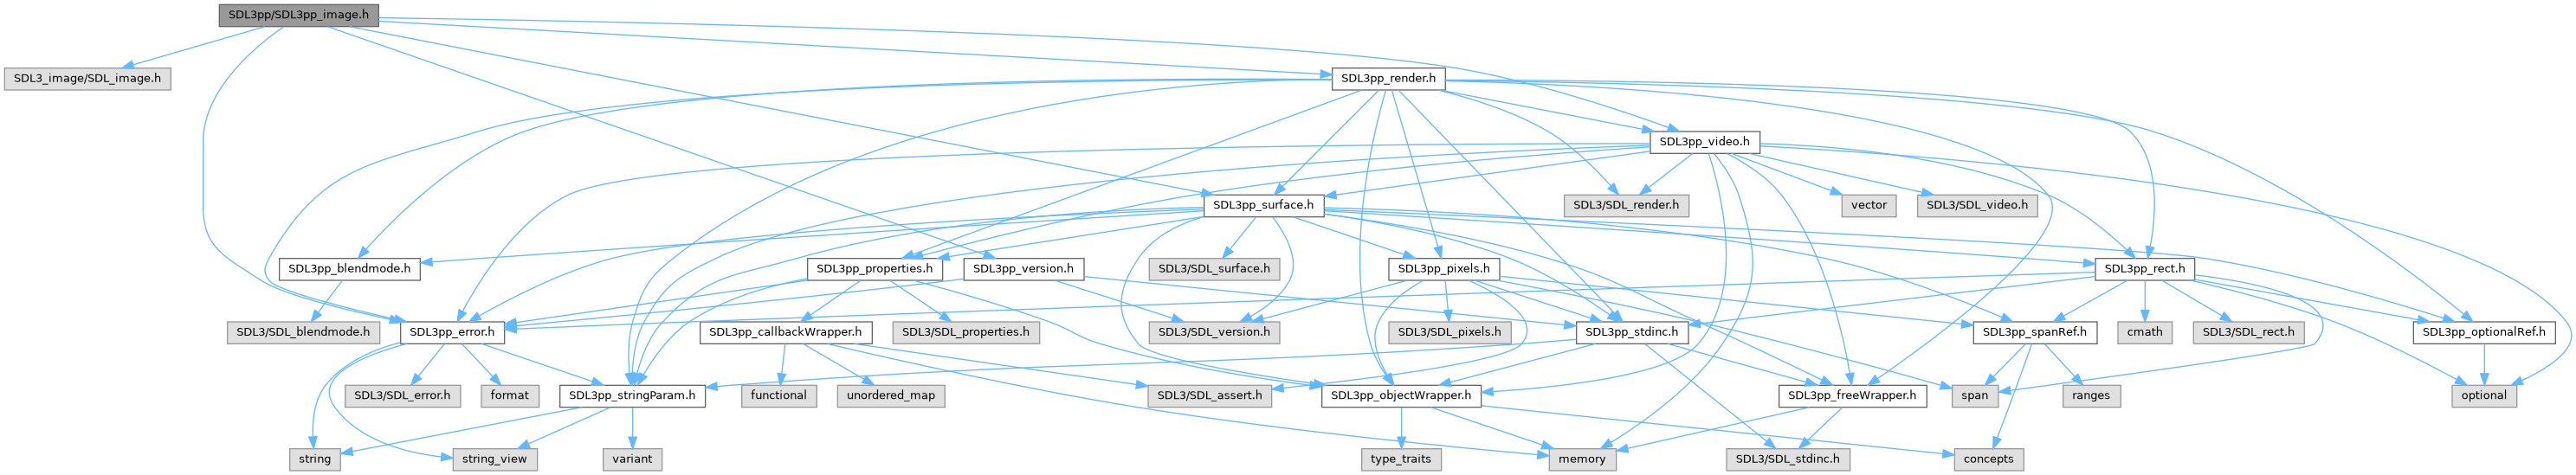 SDL3pp/SDL3pp_image.h
SDL3_image/SDL_image.h
SDL3pp_render.h
SDL3pp_video.h
SDL3pp_surface.h
SDL3/SDL_render.h
vector
SDL3/SDL_video.h
SDL3pp_blendmode.h
SDL3pp_properties.h
SDL3pp_version.h
SDL3/SDL_surface.h
SDL3pp_pixels.h
SDL3pp_rect.h
SDL3/SDL_blendmode.h
SDL3pp_error.h
SDL3pp_callbackWrapper.h
SDL3/SDL_properties.h
SDL3/SDL_version.h
SDL3/SDL_pixels.h
SDL3pp_stdinc.h
SDL3pp_spanRef.h
cmath
SDL3/SDL_rect.h
SDL3pp_optionalRef.h
SDL3/SDL_error.h
format
SDL3pp_stringParam.h
functional
unordered_map
SDL3/SDL_assert.h
SDL3pp_objectWrapper.h
SDL3pp_freeWrapper.h
span
ranges
optional
string
string_view
variant
type_traits
memory
SDL3/SDL_stdinc.h
concepts